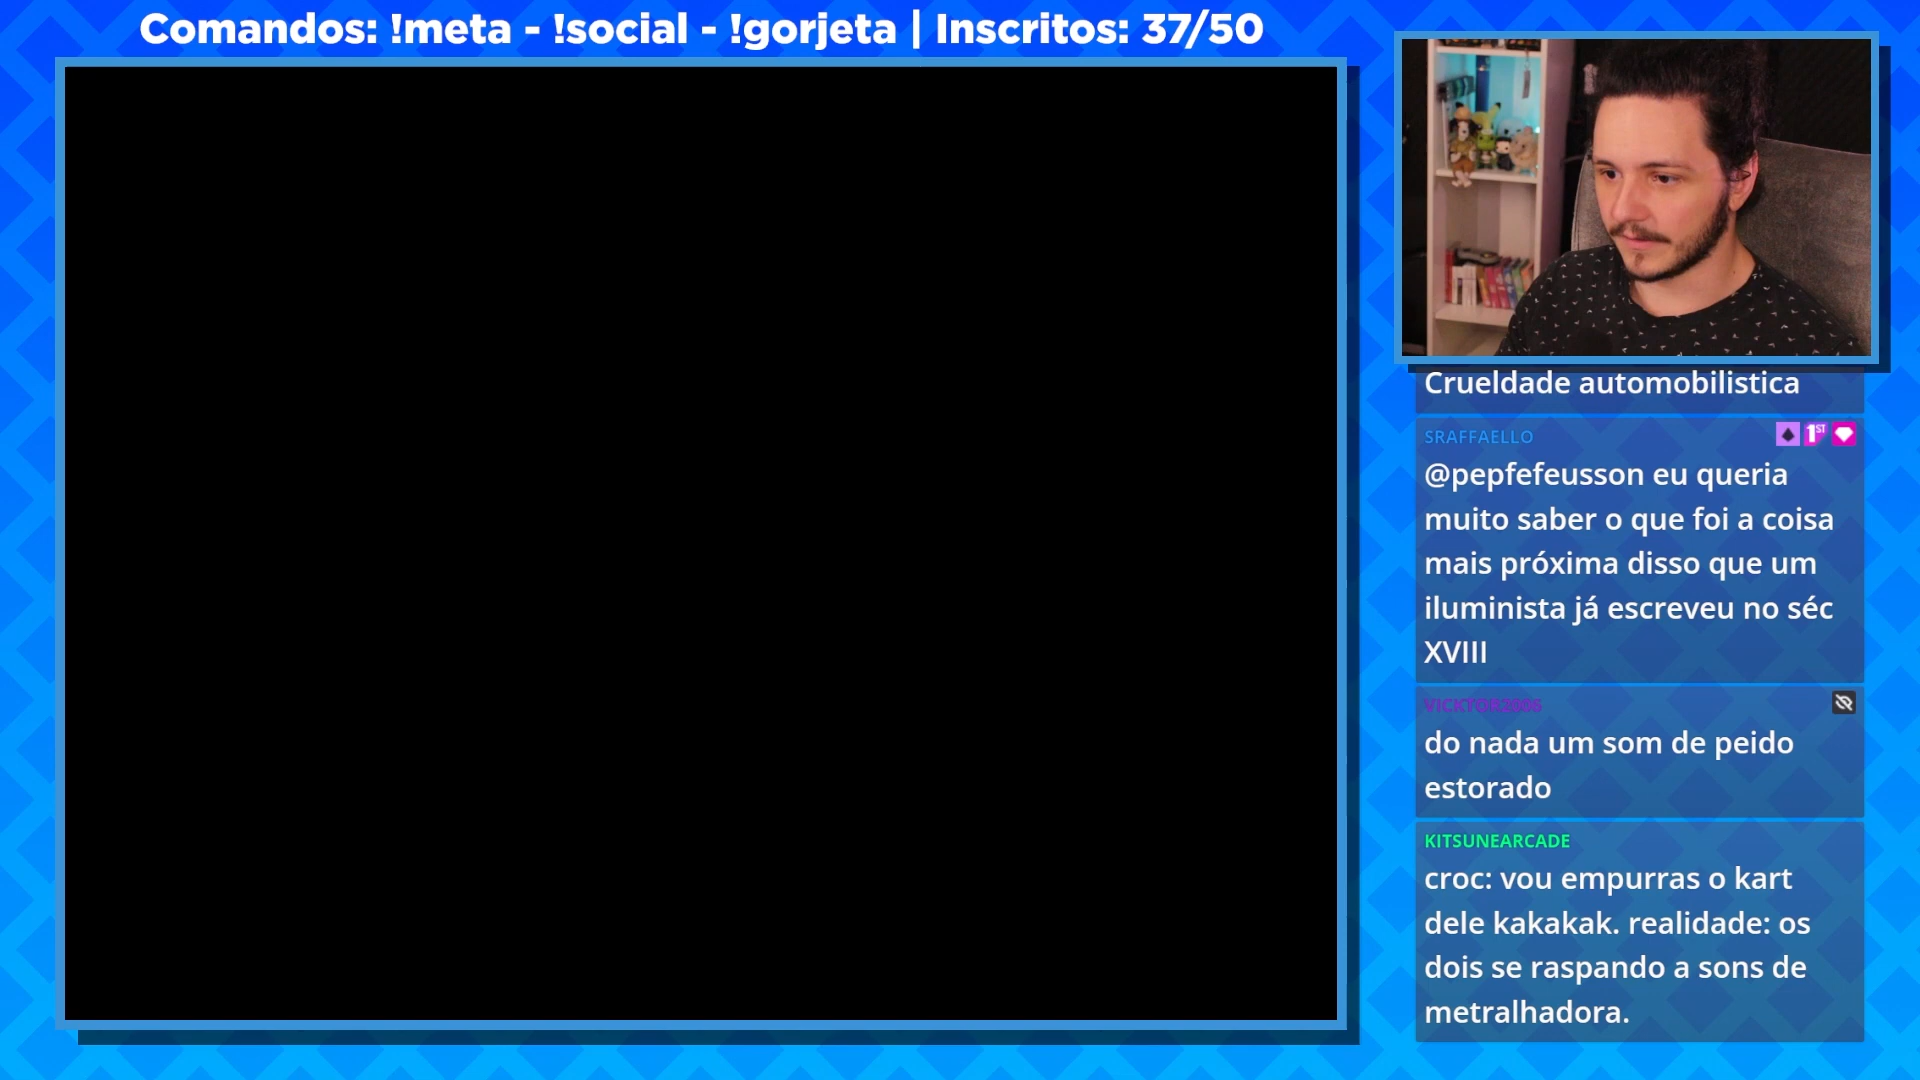 Comandos: !meta - !social - !gorjeta | Inscritos: 37/50
Crueldade automobilistica
SRAFFAELLO
1ST
@pepfefeusson eu queria
muito saber o que foi a coisa
mais próxima disso que um
iluminista já escreveu no séc
XVIII
do nada um som de peido
estorado
KITSUNEARCADE
croc: vou empurras o kart
dele kakakak. realidade: os
dois se raspando a sons de
metralhadora.